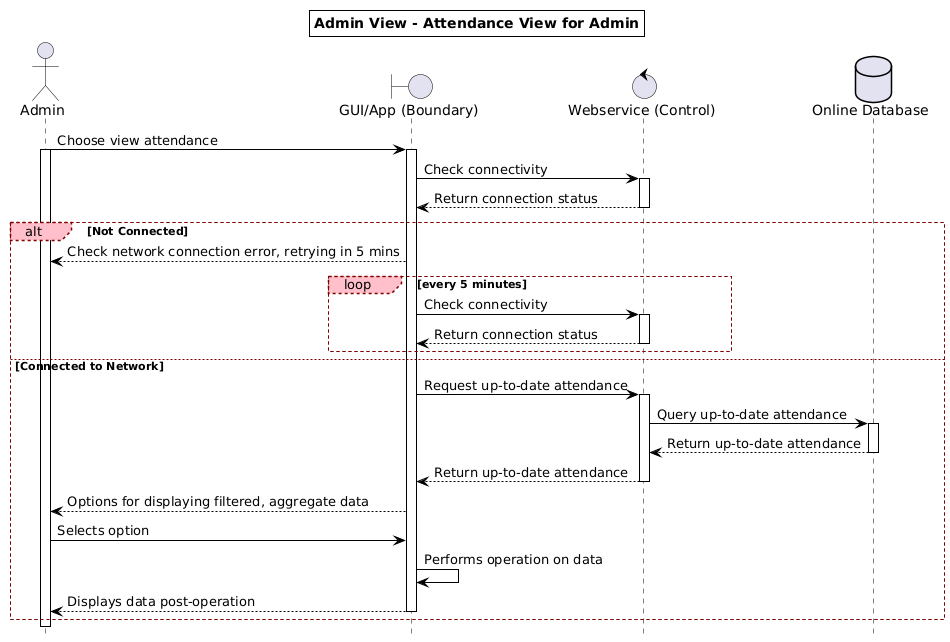 Admin View - Attendance View for Admin
Admin
GUI/App (Boundary)
Webservice (Control)
Online Database
Choose view attendance
Check connectivity
Return connection status
alt
[Not Connected]
Check network connection error, retrying in 5 mins
loop
[every 5 minutes]
Check connectivity
Return connection status
[Connected to Network]
Request up-to-date attendance
Query up-to-date attendance
Return up-to-date attendance
Return up-to-date attendance
Options for displaying filtered, aggregate data
Selects option
Performs operation on data
Displays data post-operation